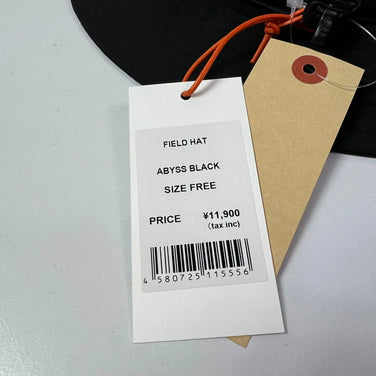 FIELD HAT
ABYSS BLACK
SIZE FREE
PRICE ¥11,900
(tax inc)
4 580725 115556